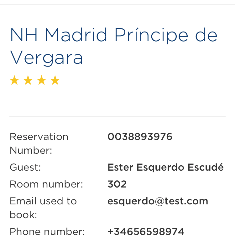 NH Madrid Príncipe de
Vergara
Reservation Number: 0038893976
Guest: Ester Esquerdo Escudé
Room number: 302
Email used to book: esquerdo@test.com
Phone number: +34656598974